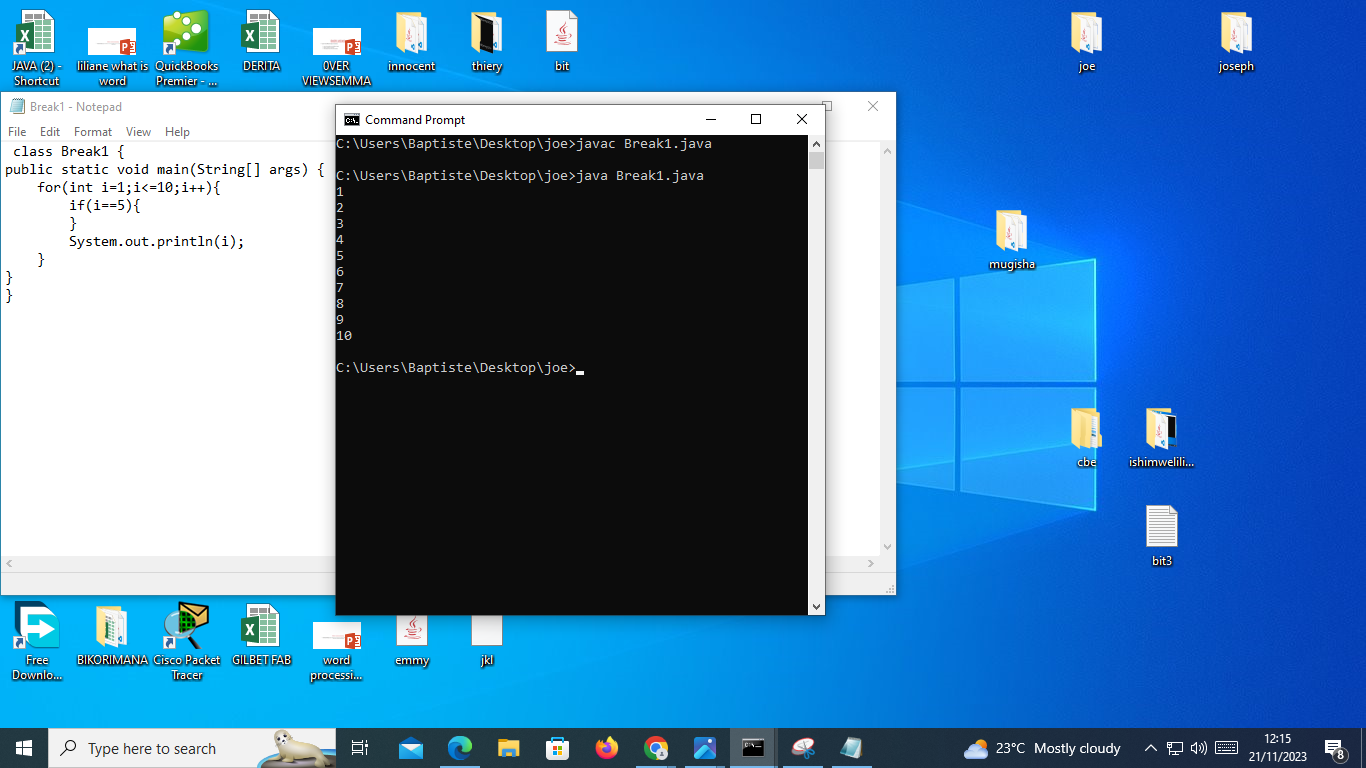 JAVA (2) -
Shortcut
liliane what is
word
QuickBooks
Premier - ...
DERITA
0VER
VIEWSEMMA
innocent
thiery
bit
joe
joseph
Break1 - Notepad
File Edit Format View Help
class Break1 {
public static void main(String[] args) {
for(int i=1;i<=10;i++){
if(i==5){
}
System.out.println(i);
}
}
}
Command Prompt
C:\Users\Baptiste\Desktop\joe>javac Break1.java
C:\Users\Baptiste\Desktop\joe>java Break1.java
1
2
3
4
5
6
7
8
9
10
C:\Users\Baptiste\Desktop\joe>
mugisha
cbe
ishimwelili...
bit3
Free
Downlo...
BIKORIMANA
Cisco Packet
Tracer
GILBET FAB
word
processi...
emmy
jkl
Type here to search
23°C Mostly cloudy
12:15
21/11/2023
8